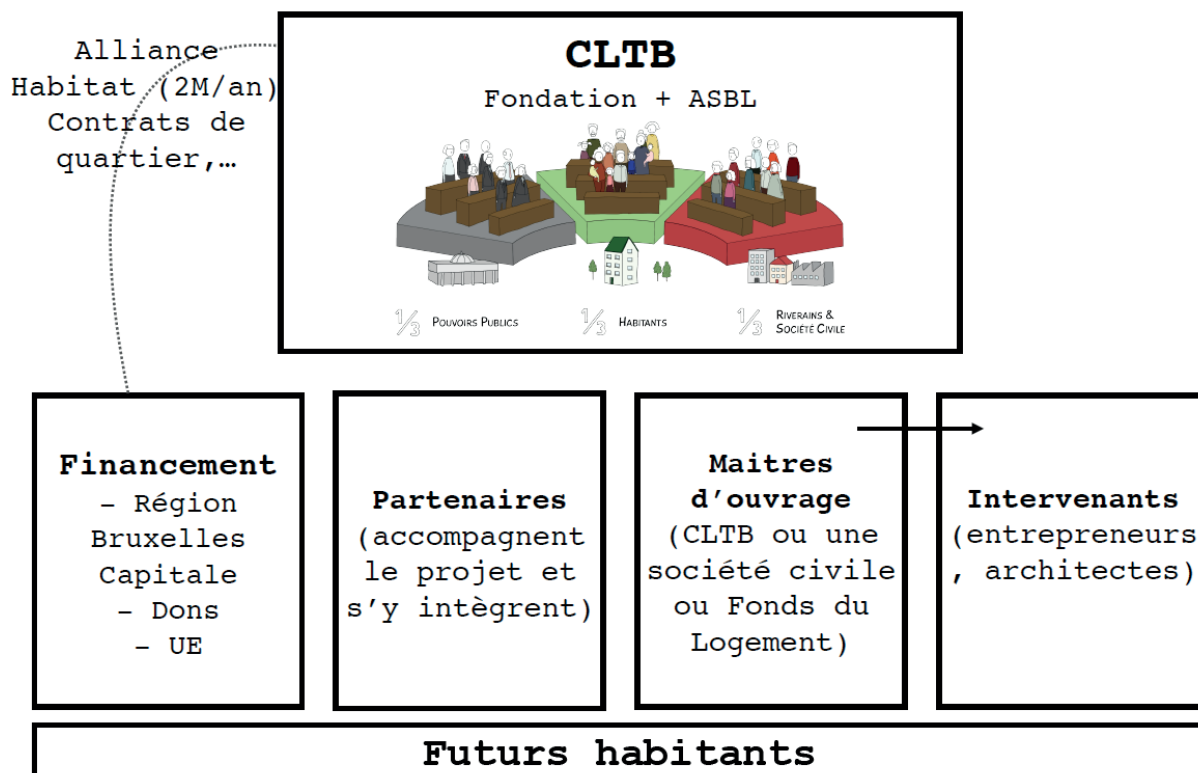 Alliance
Habitat (2M/an)
Contrats de
quartier,…
CLTB
Fondation + ASBL
1/3 Pouvoirs Publics
1/3 Habitants
1/3 Riverains &
Société Civile
Financement
– Région
Bruxelles
Capitale
– Dons
– UE
Partenaires
(accompagnent
le projet et
s’y intègrent)
Maitres
d’ouvrage
(CLTB ou une
société civile
ou Fonds du
Logement)
Intervenants
(entrepreneurs
, architectes)
Futurs habitants